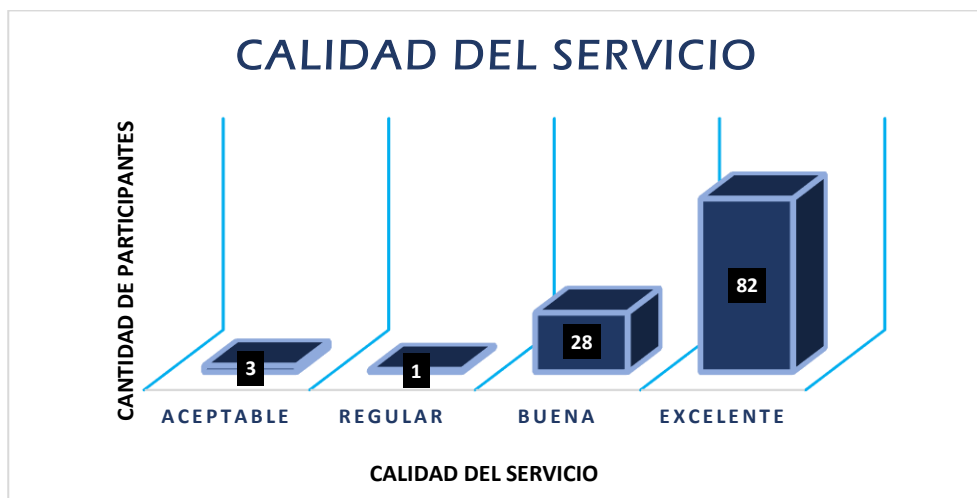 CALIDAD DEL SERVICIO
CANTIDAD DE PARTICIPANTES
3
1
28
82
ACEPTABLE
REGULAR
BUENA
EXCELENTE
CALIDAD DEL SERVICIO